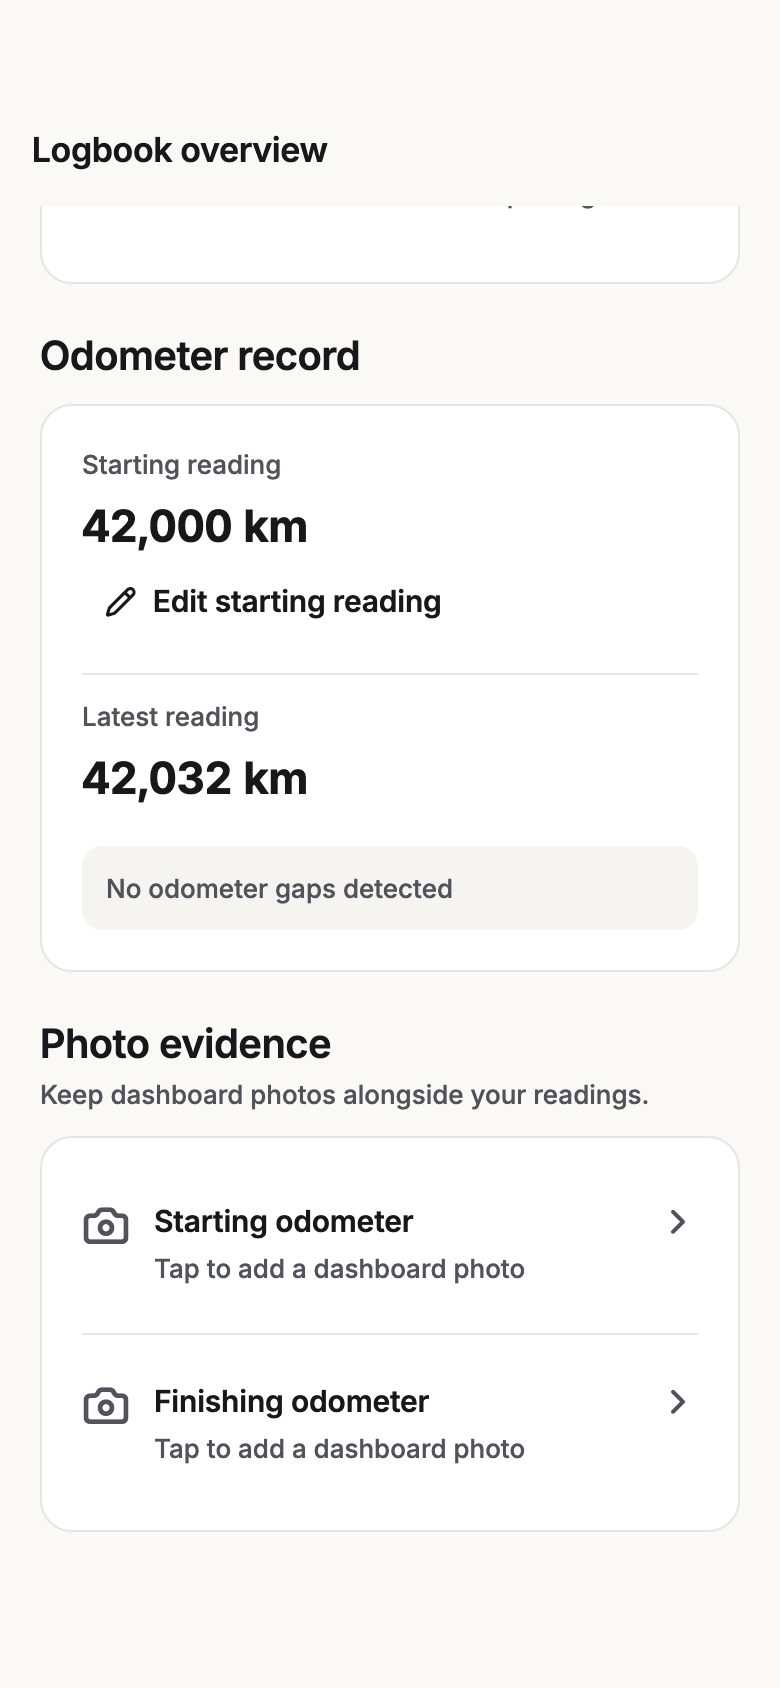 Logbook overview
Odometer record
Starting reading
42,000 km
Edit starting reading
Latest reading
42,032 km
No odometer gaps detected
Photo evidence
Keep dashboard photos alongside your readings.
Starting odometer
Tap to add a dashboard photo
Finishing odometer
Tap to add a dashboard photo